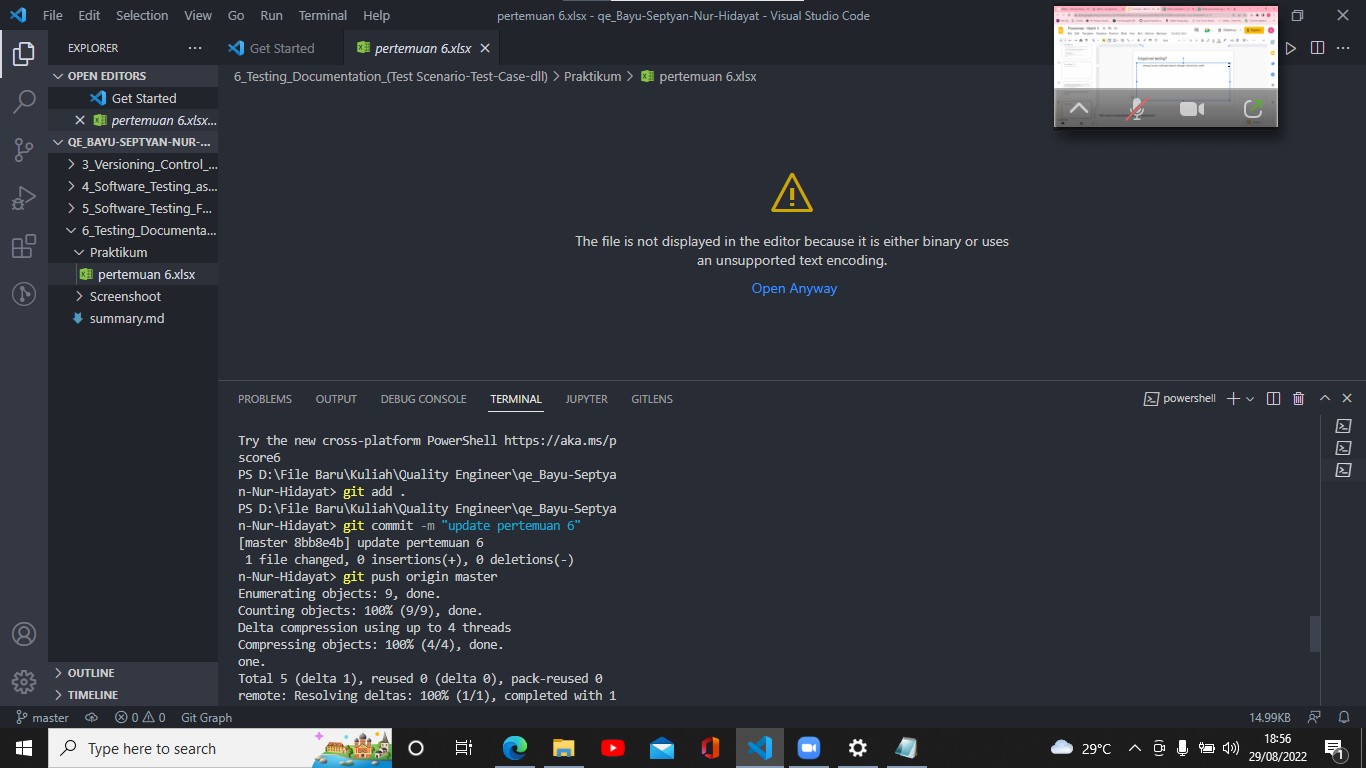 File Edit Selection View Go Run Terminal Help
pertemuan 6.xlsx - qe_Bayu-Septyan-Nur-Hidayat - Visual Studio Code
EXPLORER
Get Started
pertemuan 6.xlsx
OPEN EDITORS
Get Started
pertemuan 6.xlsx...
QE_BAYU-SEPTYAN-NUR-...
3_Versioning_Control_...
4_Software_Testing_as...
5_Software_Testing_F...
6_Testing_Documenta...
Praktikum
pertemuan 6.xlsx
Screenshoot
summary.md
OUTLINE
TIMELINE
6_Testing_Documentation_(Test Scenario-Test-Case-dll) > Praktikum > pertemuan 6.xlsx
The file is not displayed in the editor because it is either binary or uses
an unsupported text encoding.
Open Anyway
PROBLEMS OUTPUT DEBUG CONSOLE TERMINAL JUPYTER GITLENS
powershell
Try the new cross-platform PowerShell https://aka.ms/p
score6
PS D:\File Baru\Kuliah\Quality Engineer\qe_Bayu-Septya
n-Nur-Hidayat> git add .
PS D:\File Baru\Kuliah\Quality Engineer\qe_Bayu-Septya
n-Nur-Hidayat> git commit -m "update pertemuan 6"
[master 8bb8e4b] update pertemuan 6
1 file changed, 0 insertions(+), 0 deletions(-)
n-Nur-Hidayat> git push origin master
Enumerating objects: 9, done.
Counting objects: 100% (9/9), done.
Delta compression using up to 4 threads
Compressing objects: 100% (4/4), done.
one.
Total 5 (delta 1), reused 0 (delta 0), pack-reused 0
remote: Resolving deltas: 100% (1/1), completed with 1
master 0 0 Git Graph
14.99KB
Type here to search
29°C
18:56
29/08/2022
1